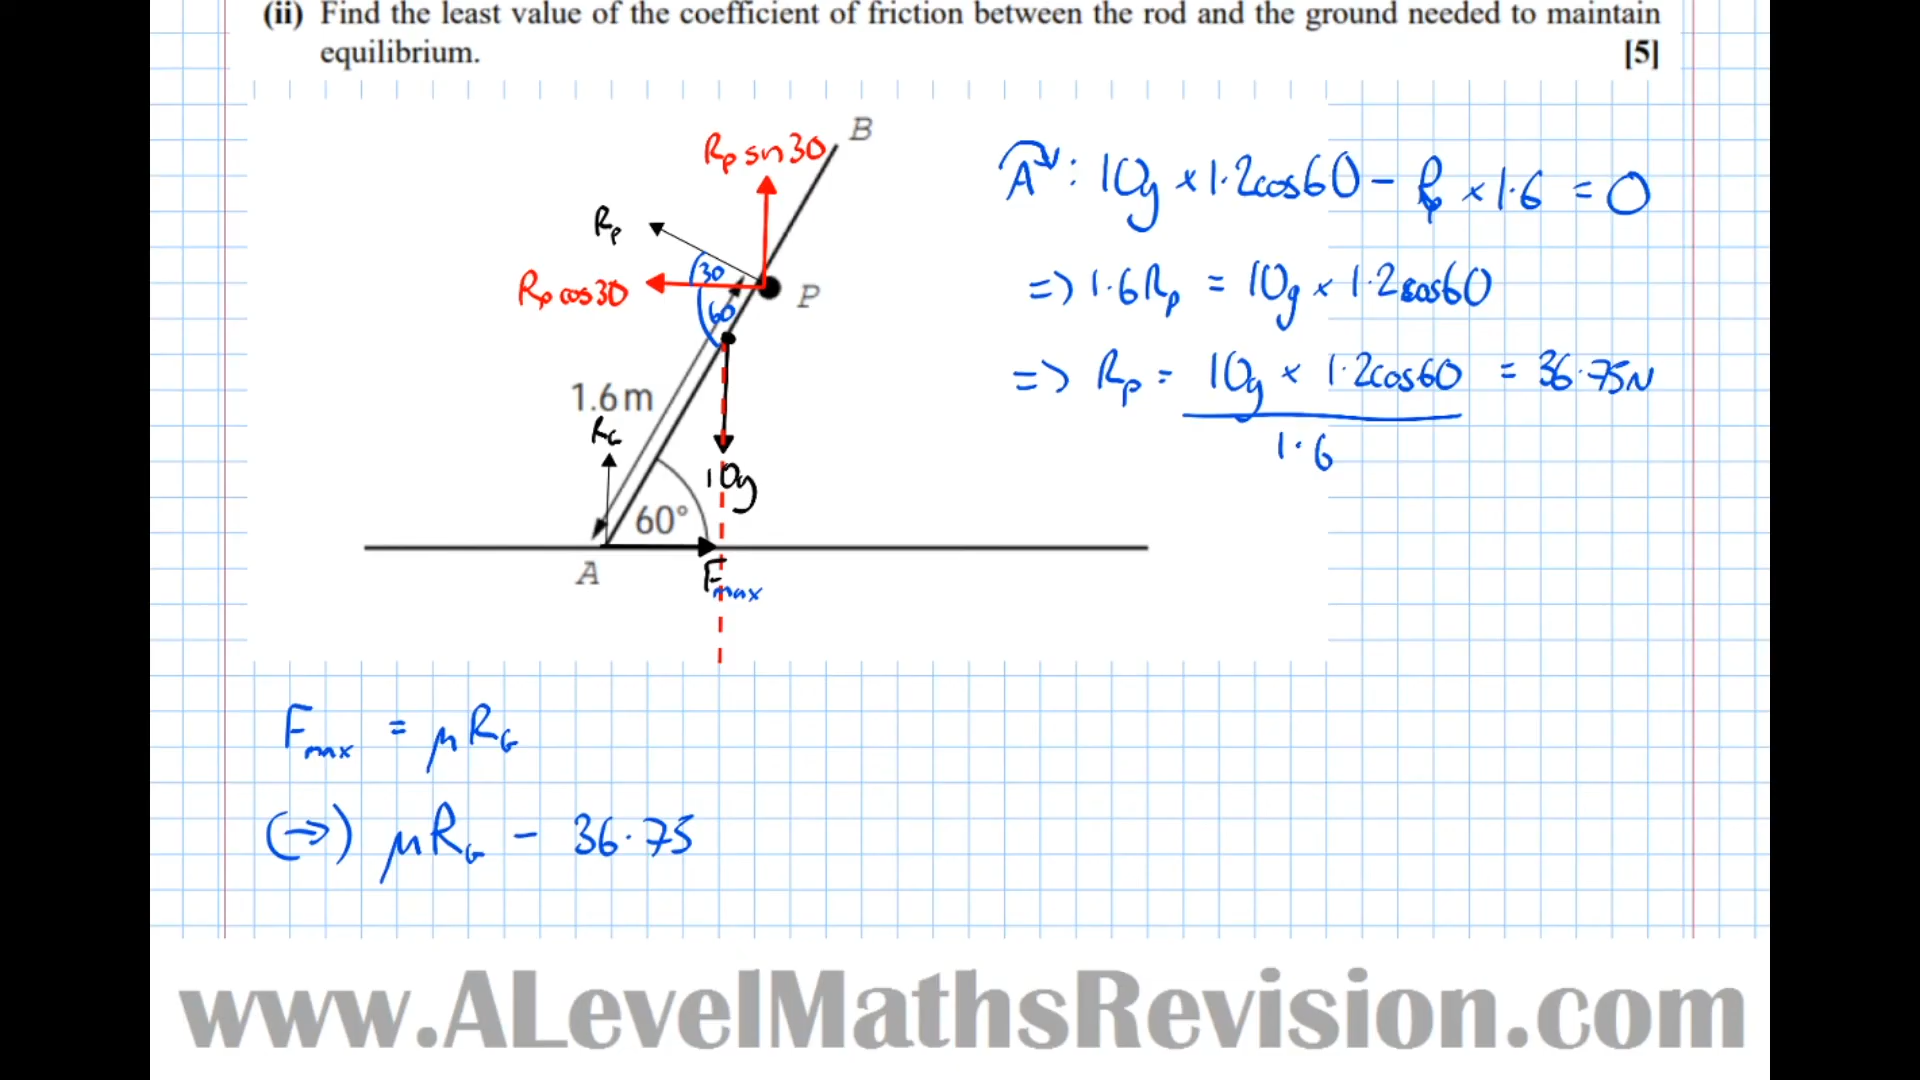 (ii) Find the least value of the coefficient of friction between the rod and the ground needed to maintain
equilibrium. [5]
B
Rp sin30
Rp
30
Rp cos30
P
60
1.6 m
RG
10g
60°
A
Fmax
A: 10g × 1.2cos60 − Rp × 1.6 = 0
=> 1.6Rp = 10g × 1.2cos60
=> Rp = 10g × 1.2cos60 = 36.75N
1.6
Fmax = μRG
(→) μRG − 36.75
www.ALevelMathsRevision.com